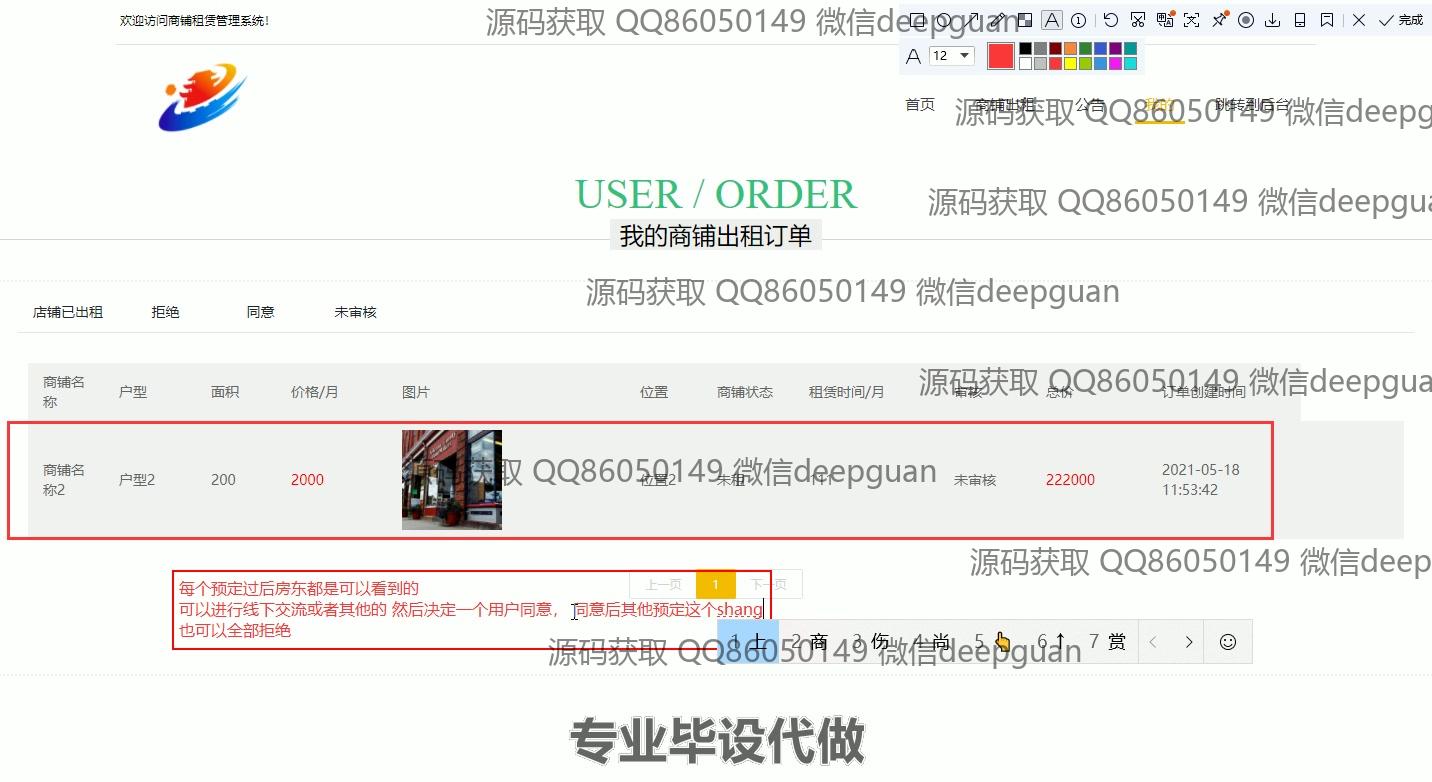 欢迎访问商铺租赁管理系统！
源码获取 QQ86050149 微信deepguan
完成
A 12
首页 商铺出租 公告 我的 跳转到后台
源码获取 QQ86050149 微信deepg
USER / ORDER
源码获取 QQ86050149 微信deepgua
我的商铺出租订单
源码获取 QQ86050149 微信deepguan
店铺已出租 拒绝 同意 未审核
源码获取 QQ86050149 微信deepgua
商铺名称 户型 面积 价格/月 图片 位置 商铺状态 租赁时间/月 审核 总价 订单创建时间
源码获取 QQ86050149 微信deepguan
商铺名称2 户型2 200 2000 位置2 未租 111 未审核 222000 2021-05-18 11:53:42
源码获取 QQ86050149 微信deep
上一页 1 下一页
每个预定过后房东都是可以看到的
可以进行线下交流或者其他的 然后决定一个用户同意， 同意后其他预定这个shang
也可以全部拒绝
1 上 2 商 3 伤 4 尚 5 👆 6 ↑ 7 赏
源码获取 QQ86050149 微信deepguan
专业毕设代做